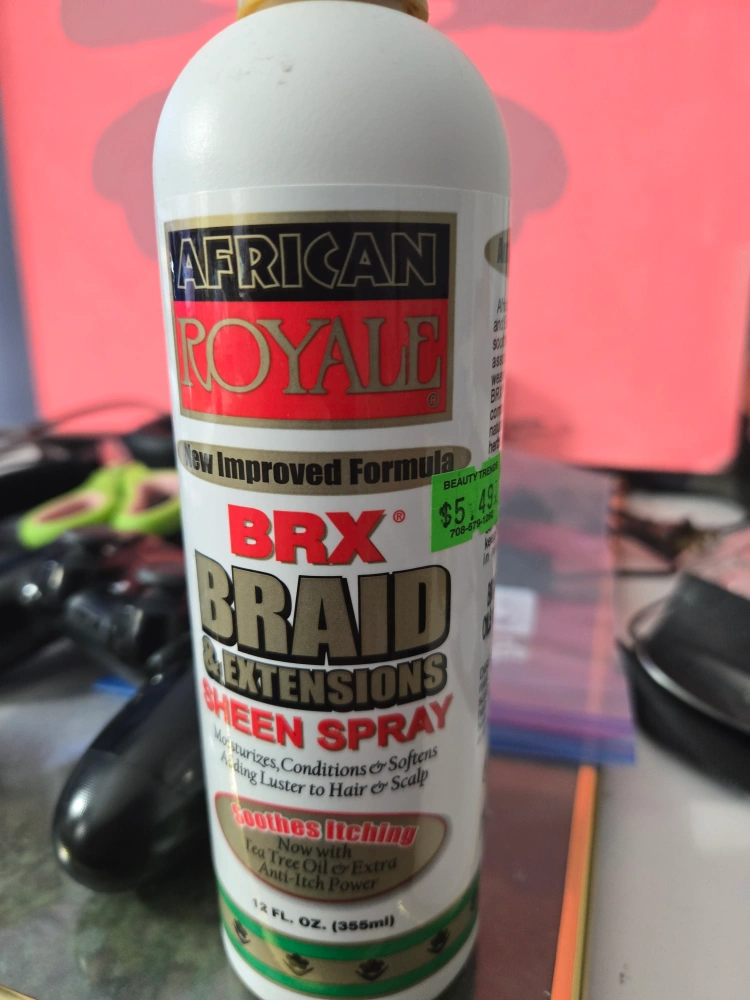 AFRICAN
ROYALE
®
New Improved Formula
BEAUTY TREND
$5.49
BRX®
BRAID
& EXTENSIONS
SHEEN SPRAY
Moisturizes, Conditions & Softens
Adding Luster to Hair & Scalp
Soothes Itching
Now with
Tea Tree Oil & Extra
Anti-Itch Power
12 FL. OZ. (355ml)